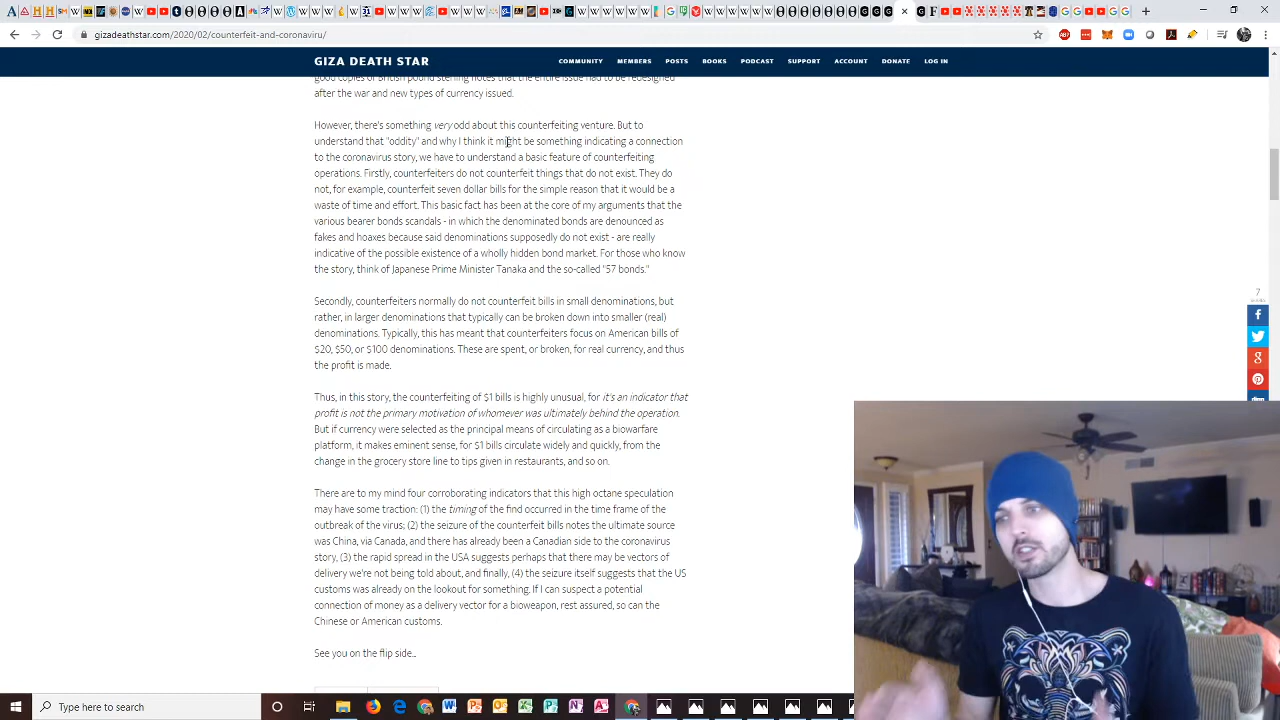 gizadeathstar.com/2020/02/counterfeit-and-coronaviru/
GIZA DEATH STAR
COMMUNITY MEMBERS POSTS BOOKS PODCAST SUPPORT ACCOUNT DONATE LOG IN
good copies of British pound sterling notes that the entire issue had to be redesigned
after the war and new types of currency issued.
However, there's something very odd about this counterfeiting venture. But to
understand that "oddity" and why I think it might be something indicating a connection
to the coronavirus story, we have to understand a basic feature of counterfeiting
operations. Firstly, counterfeiters do not counterfeit things that do not exist. They do
not, for example, counterfeit seven dollar bills for the simple reason that it would be a
waste of time and effort. This basic fact has been at the core of my arguments that the
various bearer bonds scandals - in which the denominated bonds are denounced as
fakes and hoaxes because said denominations supposedly do not exist - are really
indicative of the possible existence of a wholly hidden bond market. For those who know
the story, think of Japanese Prime Minister Tanaka and the so-called "57 bonds."
7
SHARES
Secondly, counterfeiters normally do not counterfeit bills in small denominations, but
rather, in larger denominations that typically can be broken down into smaller (real)
denominations. Typically, this has meant that counterfeiters focus on American bills of
$20, $50, or $100 denominations. These are spent, or broken, for real currency, and thus
the profit is made.
Thus, in this story, the counterfeiting of $1 bills is highly unusual, for it's an indicator that
profit is not the primary motivation of whomever was ultimately behind the operation.
But if currency were selected as the principal means of circulating as a biowarfare
platform, it makes eminent sense, for $1 bills circulate widely and quickly, from the
change in the grocery store line to tips given in restaurants, and so on.
There are to my mind four corroborating indicators that this high octane speculation
may have some traction: (1) the timing of the find occurred in the time frame of the
outbreak of the virus; (2) the seizure of the counterfeit bills notes the ultimate source
was China, via Canada, and there has already been a Canadian side to the coronavirus
story, (3) the rapid spread in the USA suggests perhaps that there may be vectors of
delivery we're not being told about, and finally, (4) the seizure itself suggests that the US
customs was already on the lookout for something. If I can suspect a potential
connection of money as a delivery vector for a bioweapon, rest assured, so can the
Chinese or American customs.
See you on the flip side...
Type here to search